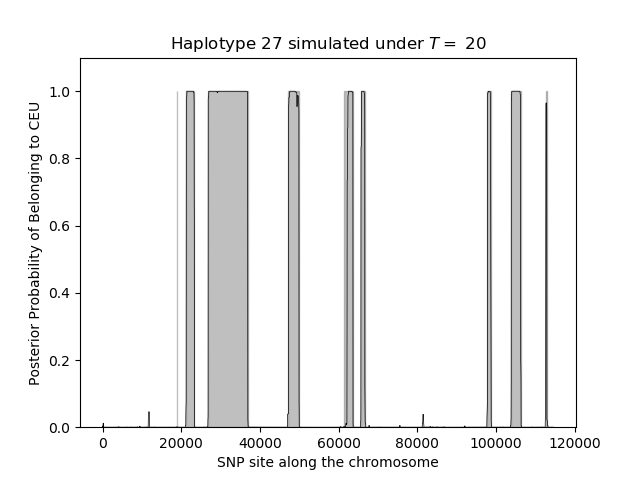 Haplotype 27 simulated under T = 20
Posterior Probability of Belonging to CEU
1.0
0.8
0.6
0.4
0.2
0.0
0 20000 40000 60000 80000 100000 120000
SNP site along the chromosome